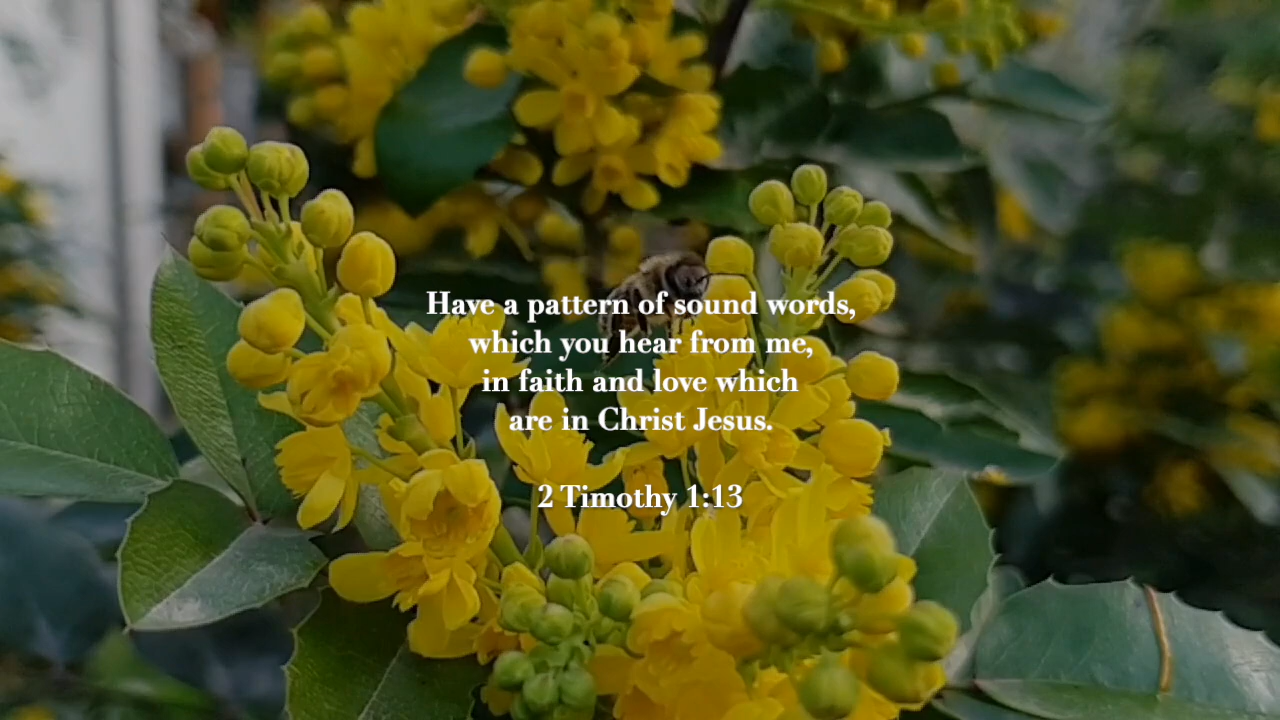 Have a pattern of sound words,
which you hear from me,
in faith and love which
are in Christ Jesus.
2 Timothy 1:13